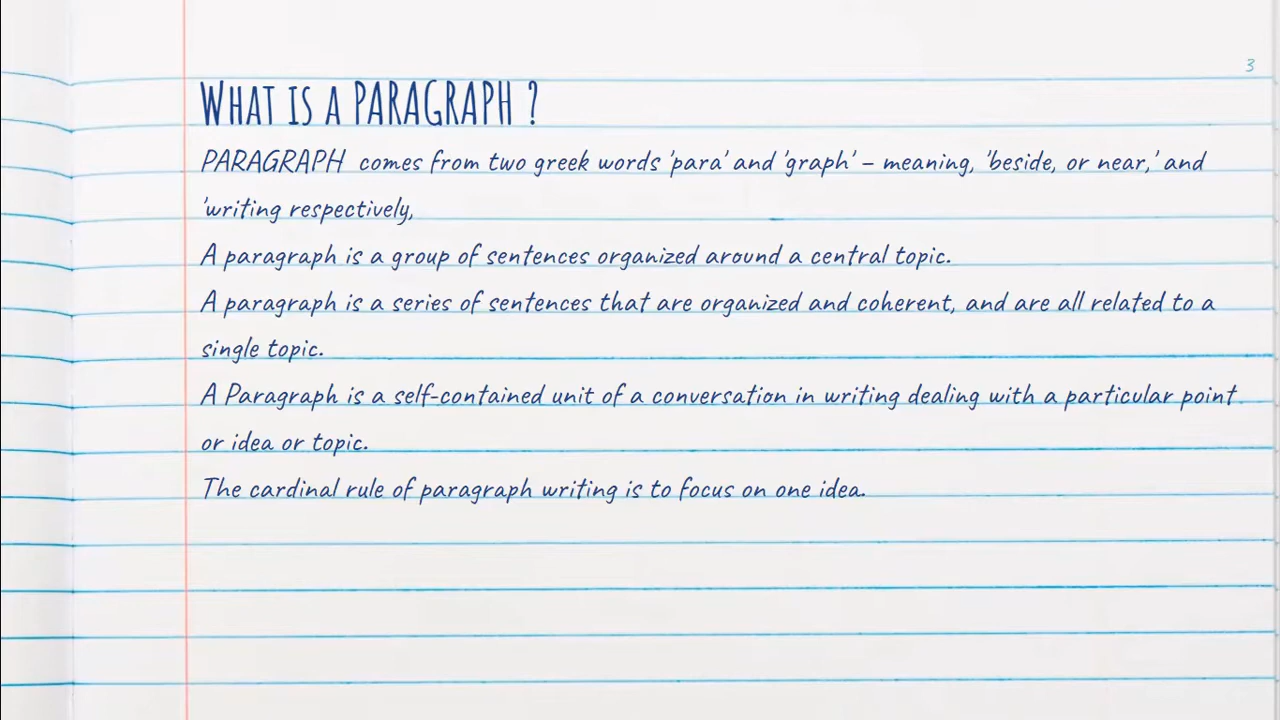 3
WHAT IS A PARAGRAPH ?
PARAGRAPH comes from two greek words 'para' and 'graph' – meaning, 'beside, or near,' and
'writing respectively,
A paragraph is a group of sentences organized around a central topic.
A paragraph is a series of sentences that are organized and coherent, and are all related to a
single topic.
A Paragraph is a self-contained unit of a conversation in writing dealing with a particular point
or idea or topic.
The cardinal rule of paragraph writing is to focus on one idea.